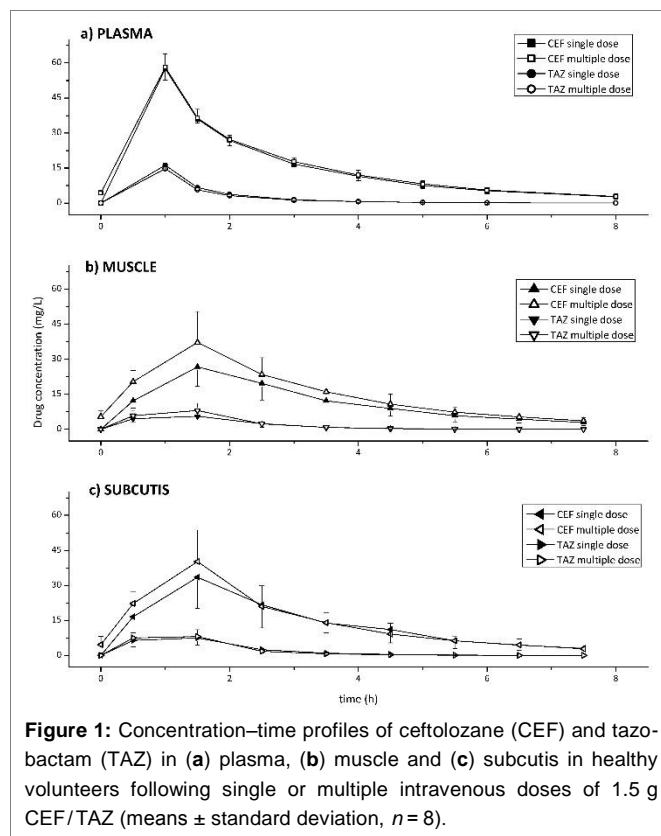 a) PLASMA
CEF single dose
CEF multiple dose
TAZ single dose
TAZ multiple dose
60
45
30
15
0
0 2 4 6 8
b) MUSCLE
CEF single dose
CEF multiple dose
TAZ single dose
TAZ multiple dose
Drug concentration (mg/L)
60
45
30
15
0
0 2 4 6 8
c) SUBCUTIS
CEF single dose
CEF multiple dose
TAZ single dose
TAZ multiple dose
60
45
30
15
0
0 2 4 6 8
time (h)
Figure 1: Concentration–time profiles of ceftolozane (CEF) and tazo-
bactam (TAZ) in (a) plasma, (b) muscle and (c) subcutis in healthy
volunteers following single or multiple intravenous doses of 1.5 g
CEF/TAZ (means ± standard deviation, n = 8).